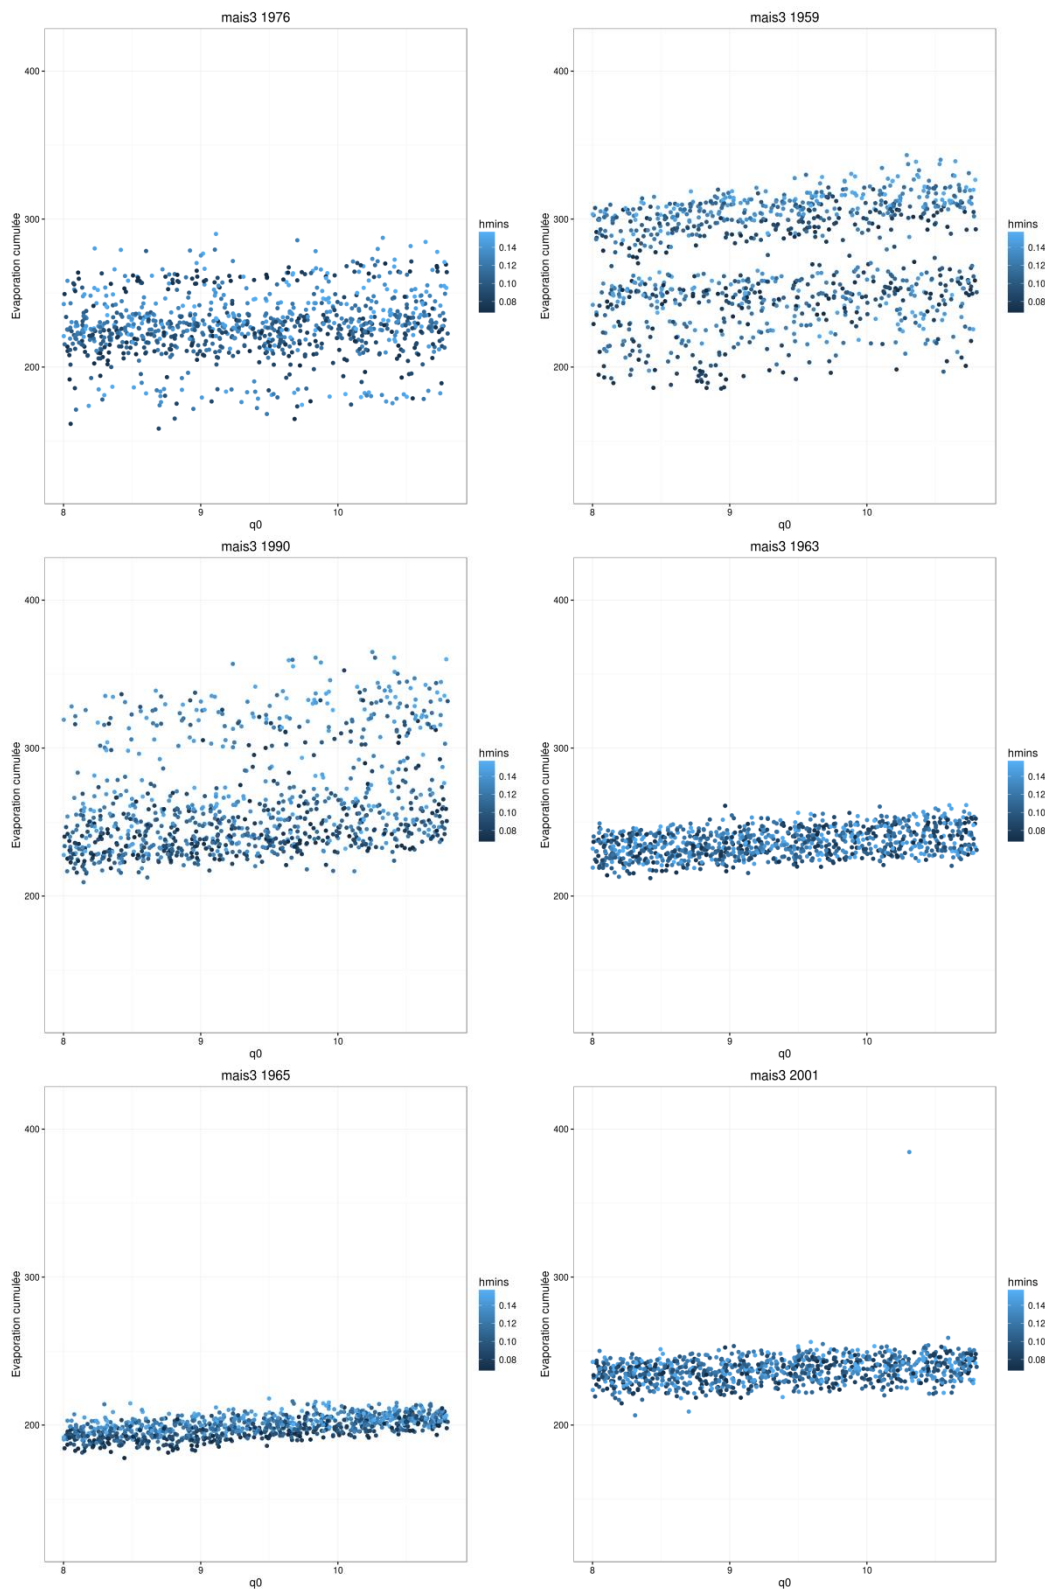 mais3 1976
400
300
200
Evaporation cumulée
8
9
10
q0
hmins
0.14
0.12
0.10
0.08
mais3 1959
400
300
200
Evaporation cumulée
8
9
10
q0
hmins
0.14
0.12
0.10
0.08
mais3 1990
400
300
200
Evaporation cumulée
8
9
10
q0
hmins
0.14
0.12
0.10
0.08
mais3 1963
400
300
200
Evaporation cumulée
8
9
10
q0
hmins
0.14
0.12
0.10
0.08
mais3 1965
400
300
200
Evaporation cumulée
8
9
10
q0
hmins
0.14
0.12
0.10
0.08
mais3 2001
400
300
200
Evaporation cumulée
8
9
10
q0
hmins
0.14
0.12
0.10
0.08